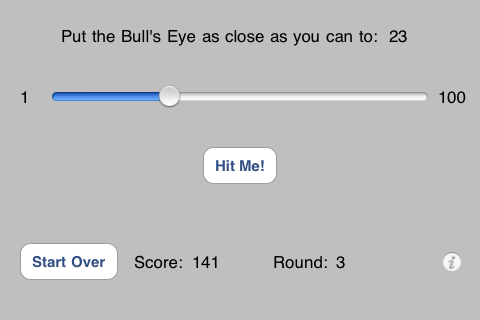 Put the Bull's Eye as close as you can to: 23
1 100
Hit Me!
Start Over Score: 141 Round: 3 i